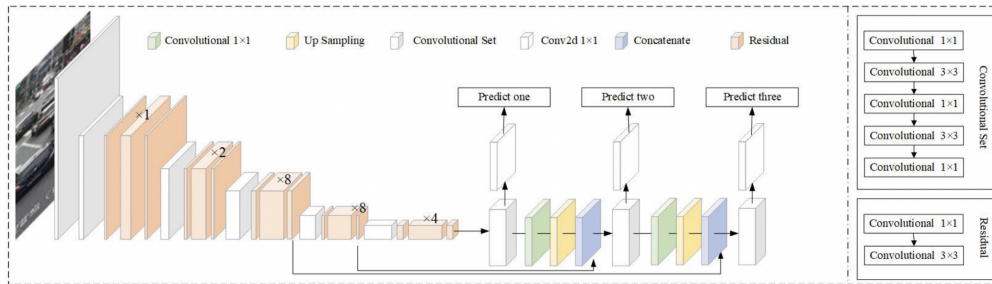 Convolutional 1×1
Up Sampling
Convolutional Set
Conv2d 1×1
Concatenate
Residual
×1
×2
×8
×8
×4
Predict one
Predict two
Predict three
Convolutional 1×1
Convolutional 3×3
Convolutional 1×1
Convolutional 3×3
Convolutional 1×1
Convolutional Set
Convolutional 1×1
Convolutional 3×3
Residual